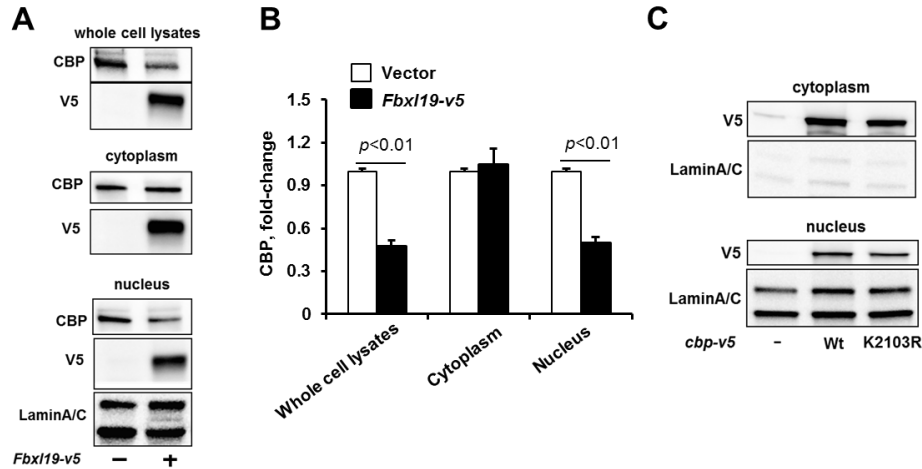 A
whole cell lysates
CBP
V5
cytoplasm
CBP
V5
nucleus
CBP
V5
LaminA/C
Fbxl19-v5 − +
B
Vector
Fbxl19-v5
CBP, fold-change
1.5
1.2
0.9
0.6
0.3
0
p<0.01
p<0.01
Whole cell lysates
Cytoplasm
Nucleus
C
cytoplasm
V5
LaminA/C
nucleus
V5
LaminA/C
cbp-v5 − Wt K2103R